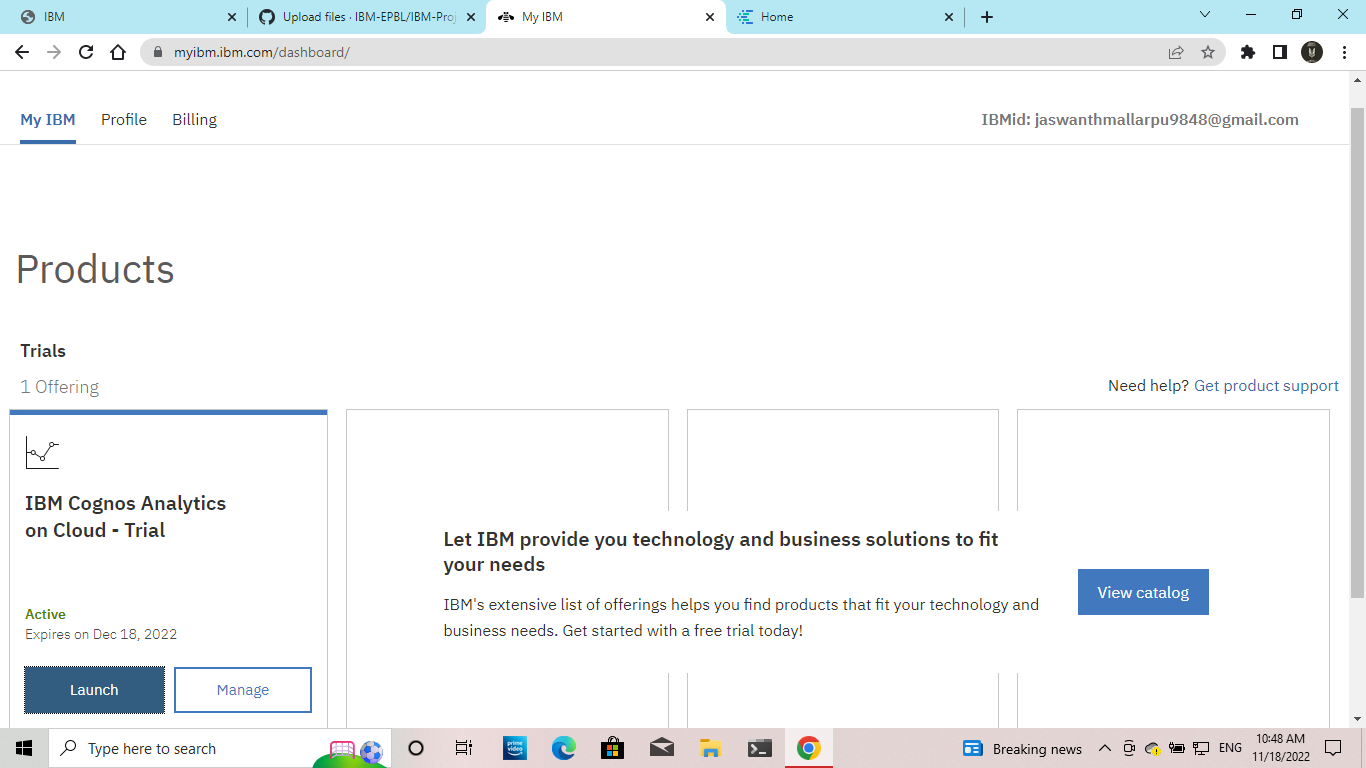 IBM
Upload files · IBM-EPBL/IBM-Proj
My IBM
Home
myibm.ibm.com/dashboard/
My IBM Profile Billing
IBMid: jaswanthmallarpu9848@gmail.com
Products
Trials
1 Offering
Need help? Get product support
IBM Cognos Analytics
on Cloud - Trial
Active
Expires on Dec 18, 2022
Launch
Manage
Let IBM provide you technology and business solutions to fit
your needs
IBM's extensive list of offerings helps you find products that fit your technology and
business needs. Get started with a free trial today!
View catalog
Type here to search
prime video
Breaking news
ENG
10:48 AM
11/18/2022